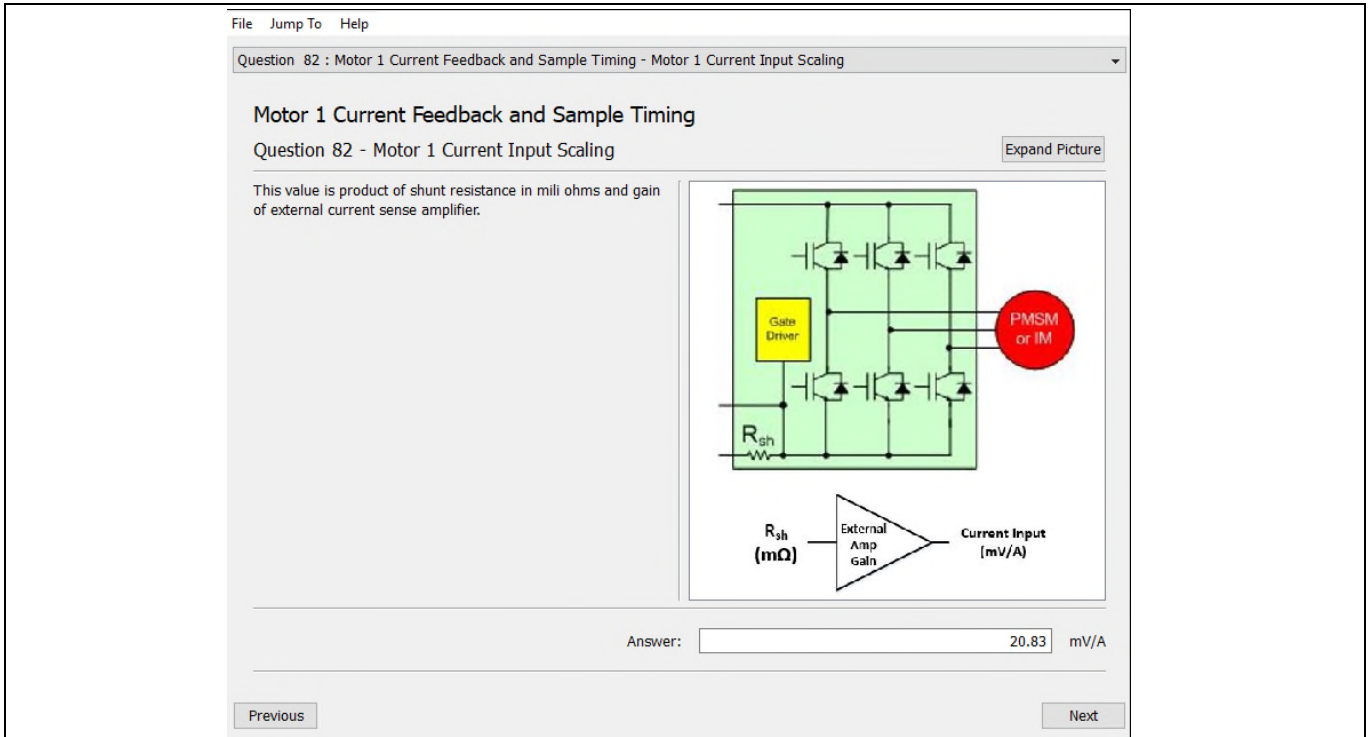 File Jump To Help
Question 82 : Motor 1 Current Feedback and Sample Timing - Motor 1 Current Input Scaling
Motor 1 Current Feedback and Sample Timing
Question 82 - Motor 1 Current Input Scaling
Expand Picture
This value is product of shunt resistance in mili ohms and gain
of external current sense amplifier.
Gate
Driver
PMSM
or IM
Rsh
Rsh
(mΩ)
External
Amp
Gain
Current Input
(mV/A)
Answer:
20.83 mV/A
Previous
Next